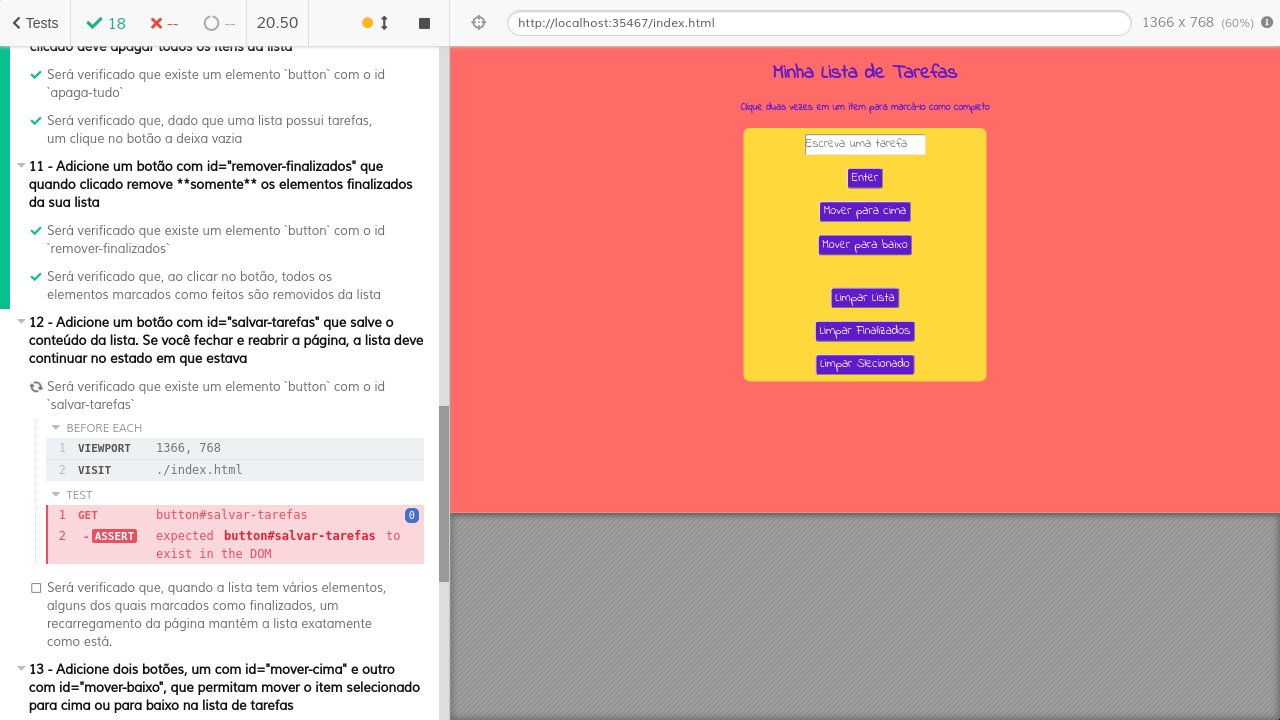 Tests
18
--
--
20.50
http://localhost:35467/index.html
1366 x 768 (60%)
clicado deve apagar todos os itens da lista
Será verificado que existe um elemento `button` com o id
`apaga-tudo`
Será verificado que, dado que uma lista possui tarefas,
um clique no botão a deixa vazia
11 - Adicione um botão com id="remover-finalizados" que
quando clicado remove **somente** os elementos finalizados
da sua lista
Será verificado que existe um elemento `button` com o id
`remover-finalizados`
Será verificado que, ao clicar no botão, todos os
elementos marcados como feitos são removidos da lista
12 - Adicione um botão com id="salvar-tarefas" que salve o
conteúdo da lista. Se você fechar e reabrir a página, a lista deve
continuar no estado em que estava
Será verificado que existe um elemento `button` com o id
`salvar-tarefas`
BEFORE EACH
1 VIEWPORT 1366, 768
2 VISIT ./index.html
TEST
1 GET button#salvar-tarefas 0
2 -ASSERT expected button#salvar-tarefas to
exist in the DOM
Será verificado que, quando a lista tem vários elementos,
alguns dos quais marcados como finalizados, um
recarregamento da página mantém a lista exatamente
como está.
13 - Adicione dois botões, um com id="mover-cima" e outro
com id="mover-baixo", que permitam mover o item selecionado
para cima ou para baixo na lista de tarefas
Minha Lista de Tarefas
Clique duas vezes em um item para marcá-lo como completo
Escreva uma tarefa
Enter
Mover para cima
Mover para baixo
Limpar Lista
Limpar Finalizados
Limpar Slecionado